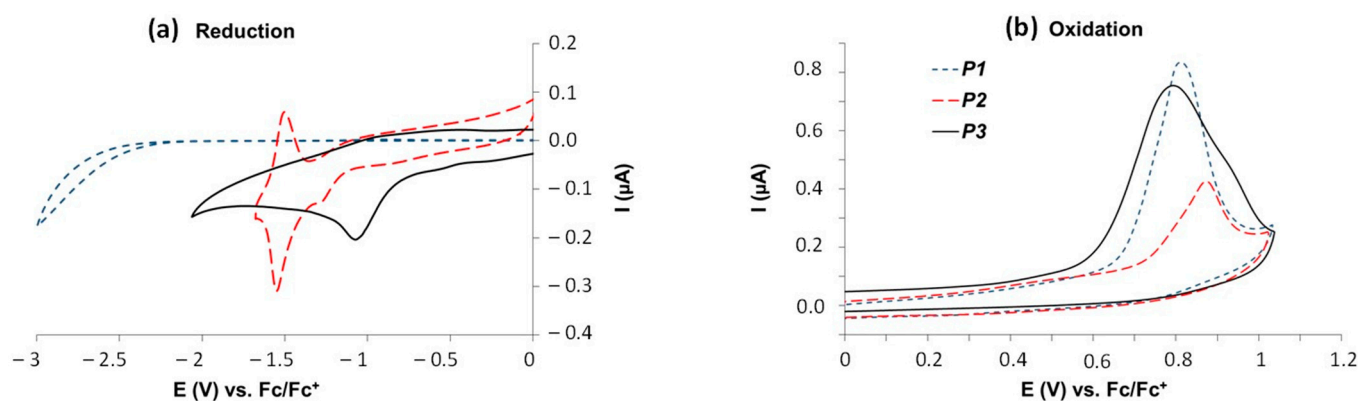 (a) Reduction
0.2
0.1
0.0
– 0.1
– 0.2
– 0.3
– 0.4
I (µA)
– 3
– 2.5
– 2
– 1.5
– 1
– 0.5
0
E (V) vs. Fc/Fc⁺
(b) Oxidation
P1
P2
P3
0.8
0.6
0.4
0.2
0.0
I (µA)
0
0.2
0.4
0.6
0.8
1
1.2
E (V) vs. Fc/Fc⁺